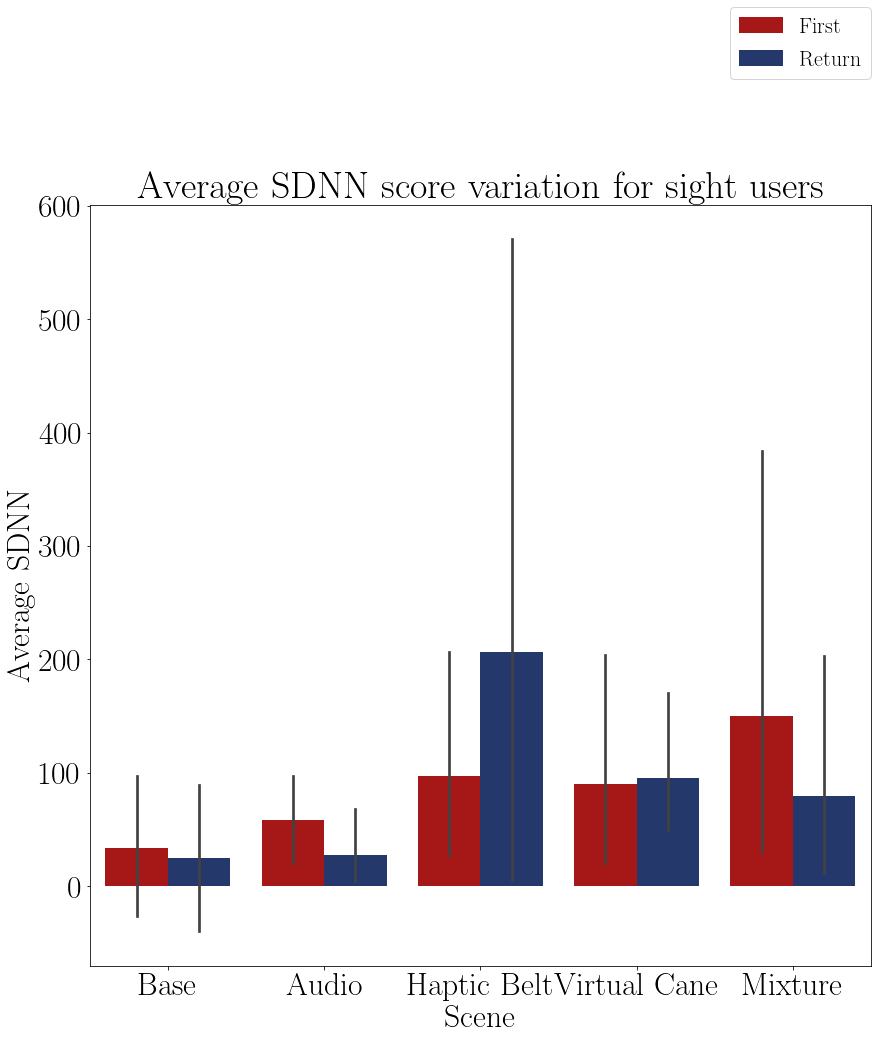 First
Return
Average SDNN score variation for sight users
600
500
400
300
200
100
0
Average SDNN
Base Audio Haptic Belt Virtual Cane Mixture
Scene